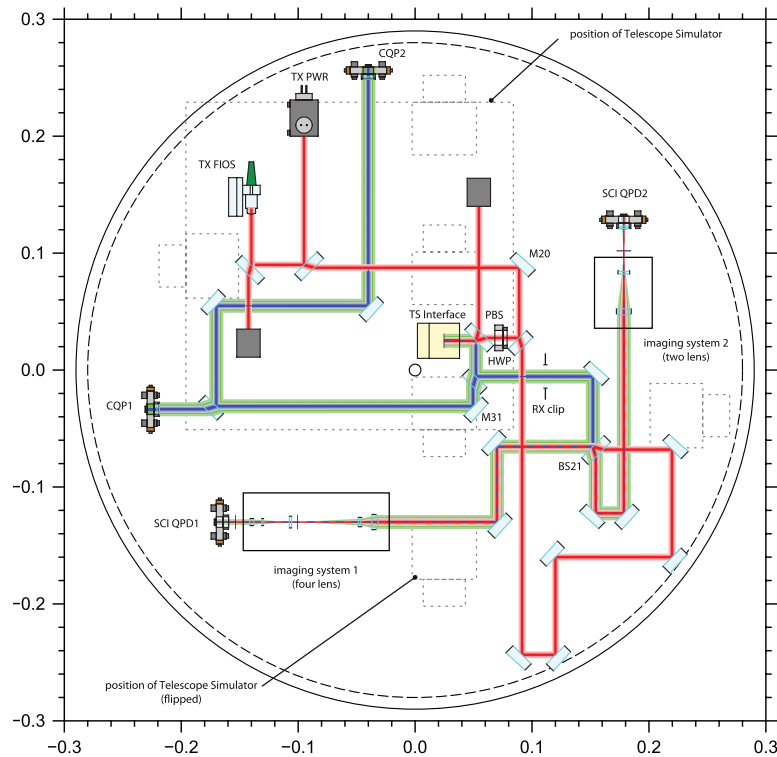 0.3
position of Telescope Simulator
CQP2
TX PWR
0.2
TX FIOS
SCI QPD2
0.1
M20
TS Interface
PBS
imaging system 2
(two lens)
HWP
0.0
CQP1
RX clip
M31
BS21
−0.1
SCI QPD1
imaging system 1
(four lens)
−0.2
position of Telescope Simulator
(flipped)
−0.3
−0.3 −0.2 −0.1 0.0 0.1 0.2 0.3